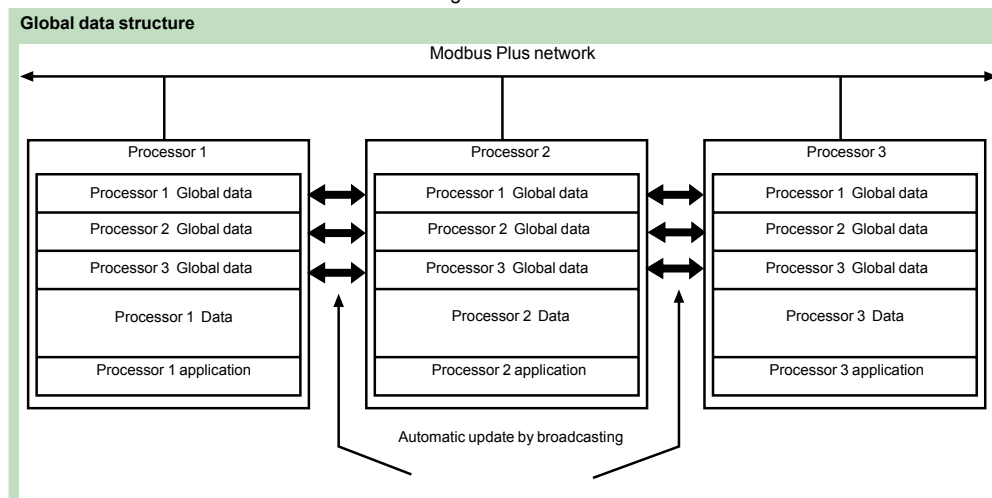 Global data structure
Modbus Plus network
Processor 1
Processor 1 Global data
Processor 2 Global data
Processor 3 Global data
Processor 1 Data
Processor 1 application
Processor 2
Processor 1 Global data
Processor 2 Global data
Processor 3 Global data
Processor 2 Data
Processor 2 application
Processor 3
Processor 1 Global data
Processor 2 Global data
Processor 3 Global data
Processor 3 Data
Processor 3 application
Automatic update by broadcasting